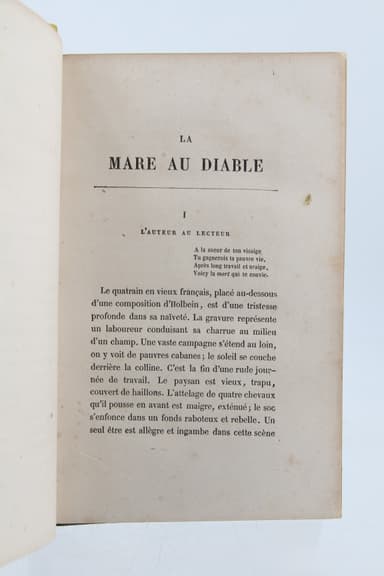 LA
MARE AU DIABLE
I
L'AUTEUR AU LECTEUR
A la sueur de ton visaige
Tu gagnerois ta pauvre vie,
Après long travail et usaige,
Voicy la mort qui te convie.
Le quatrain en vieux français, placé au-dessous
d'une composition d'Holbein, est d'une tristesse
profonde dans sa naïveté. La gravure représente
un laboureur conduisant sa charrue au milieu
d'un champ. Une vaste campagne s'étend au loin,
on y voit de pauvres cabanes; le soleil se couche
derrière la colline. C'est la fin d'une rude jour-
née de travail. Le paysan est vieux, trapu,
couvert de haillons. L'attelage de quatre chevaux
qu'il pousse en avant est maigre, exténué; le soc
s'enfonce dans un fonds raboteux et rebelle. Un
seul être est allègre et ingambe dans cette scène